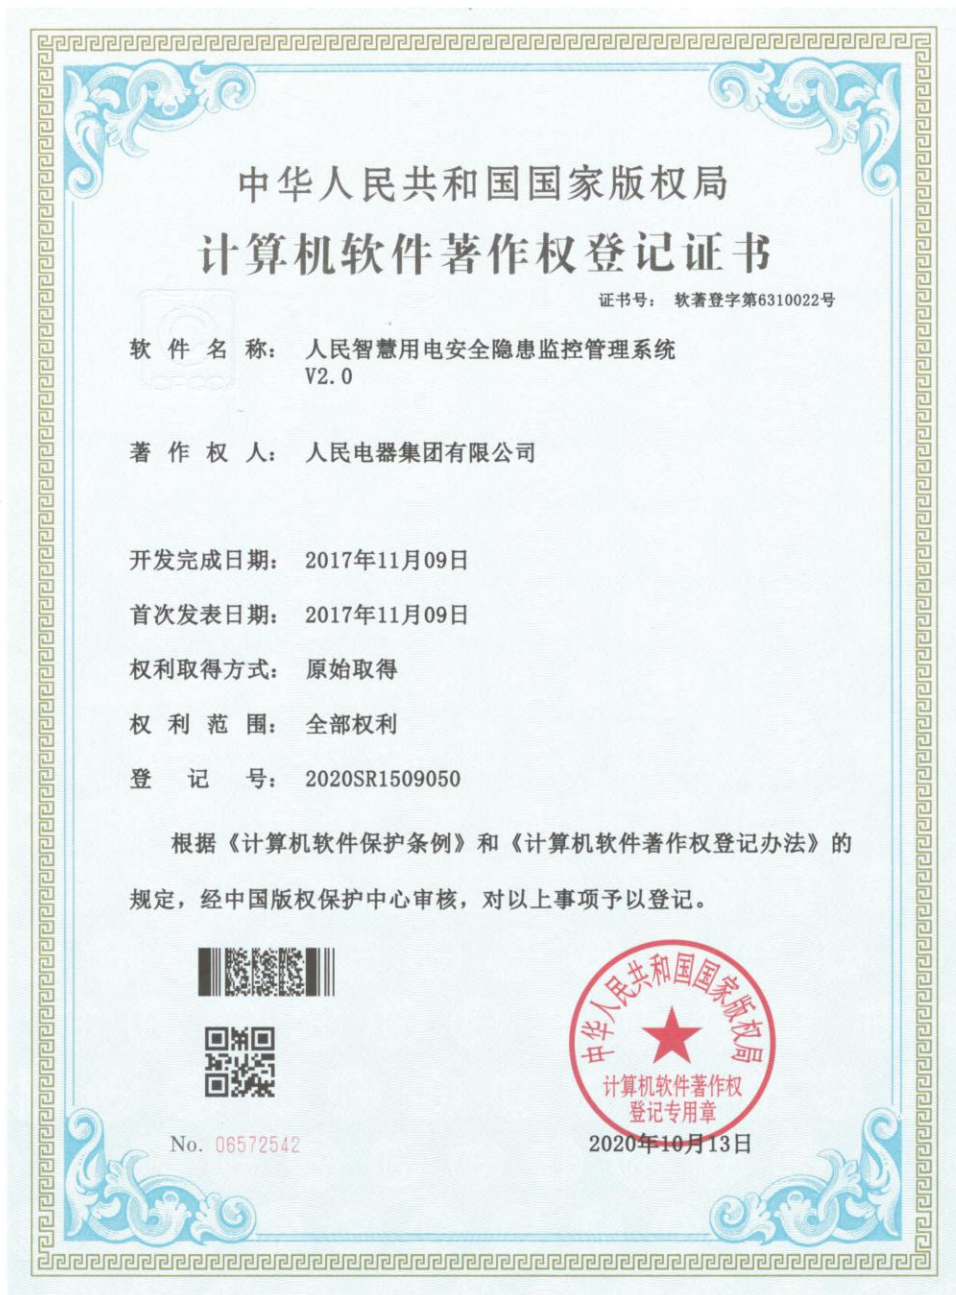 中华人民共和国国家版权局
计算机软件著作权登记证书
证书号： 软著登字第6310022号
软件名称： 人民智慧用电安全隐患监控管理系统
V2.0
著作权人： 人民电器集团有限公司
开发完成日期： 2017年11月09日
首次发表日期： 2017年11月09日
权利取得方式： 原始取得
权利范围： 全部权利
登记号： 2020SR1509050
根据《计算机软件保护条例》和《计算机软件著作权登记办法》的
规定，经中国版权保护中心审核，对以上事项予以登记。
中华人民共和国国家版权局
计算机软件著作权
登记专用章
No. 06572542
2020年10月13日